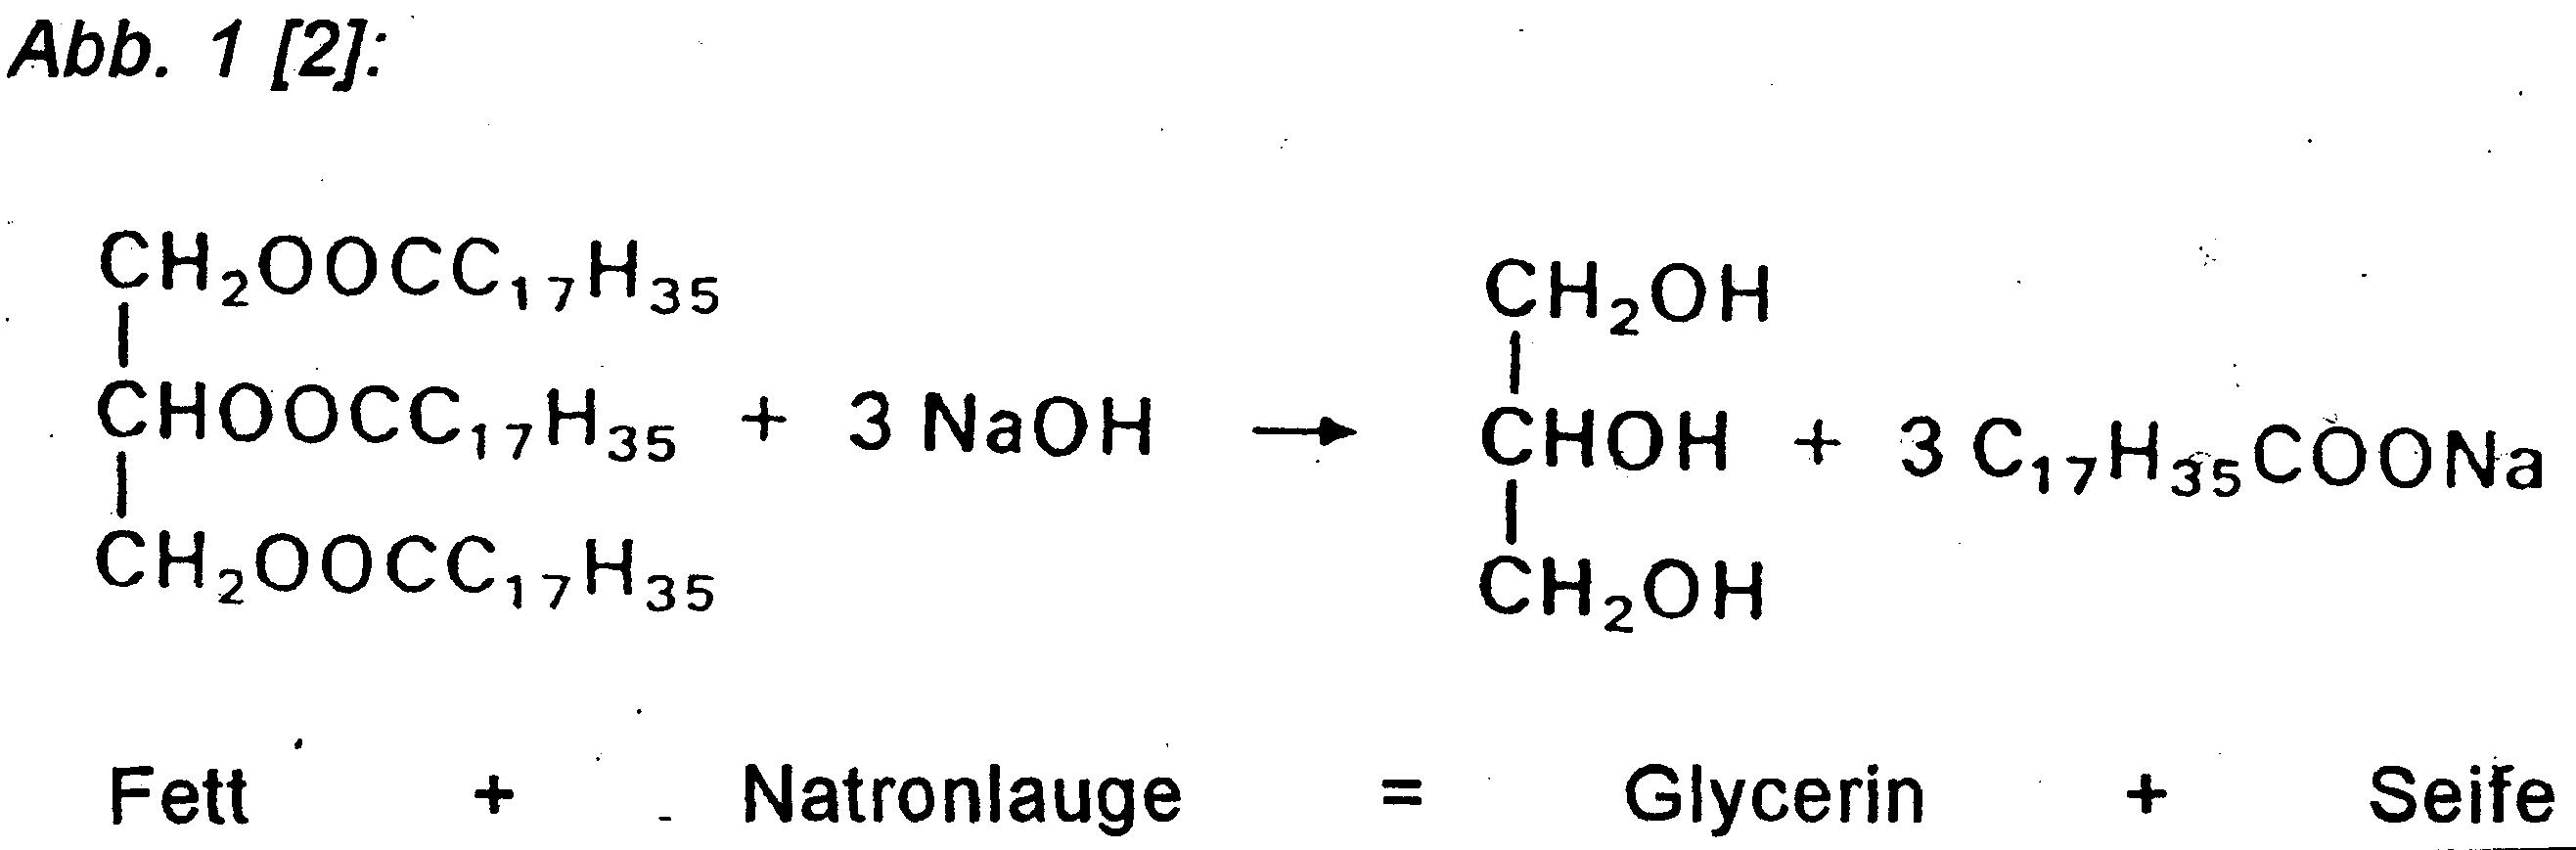 Abb. 1 [2]:
CH₂OOCC₁₇H₃₅
CHOOCC₁₇H₃₅ + 3 NaOH → CHOH + 3 C₁₇H₃₅COONa
CH₂OOCC₁₇H₃₅
CH₂OH
CH₂OH
Fett + Natronlauge = Glycerin + Seife